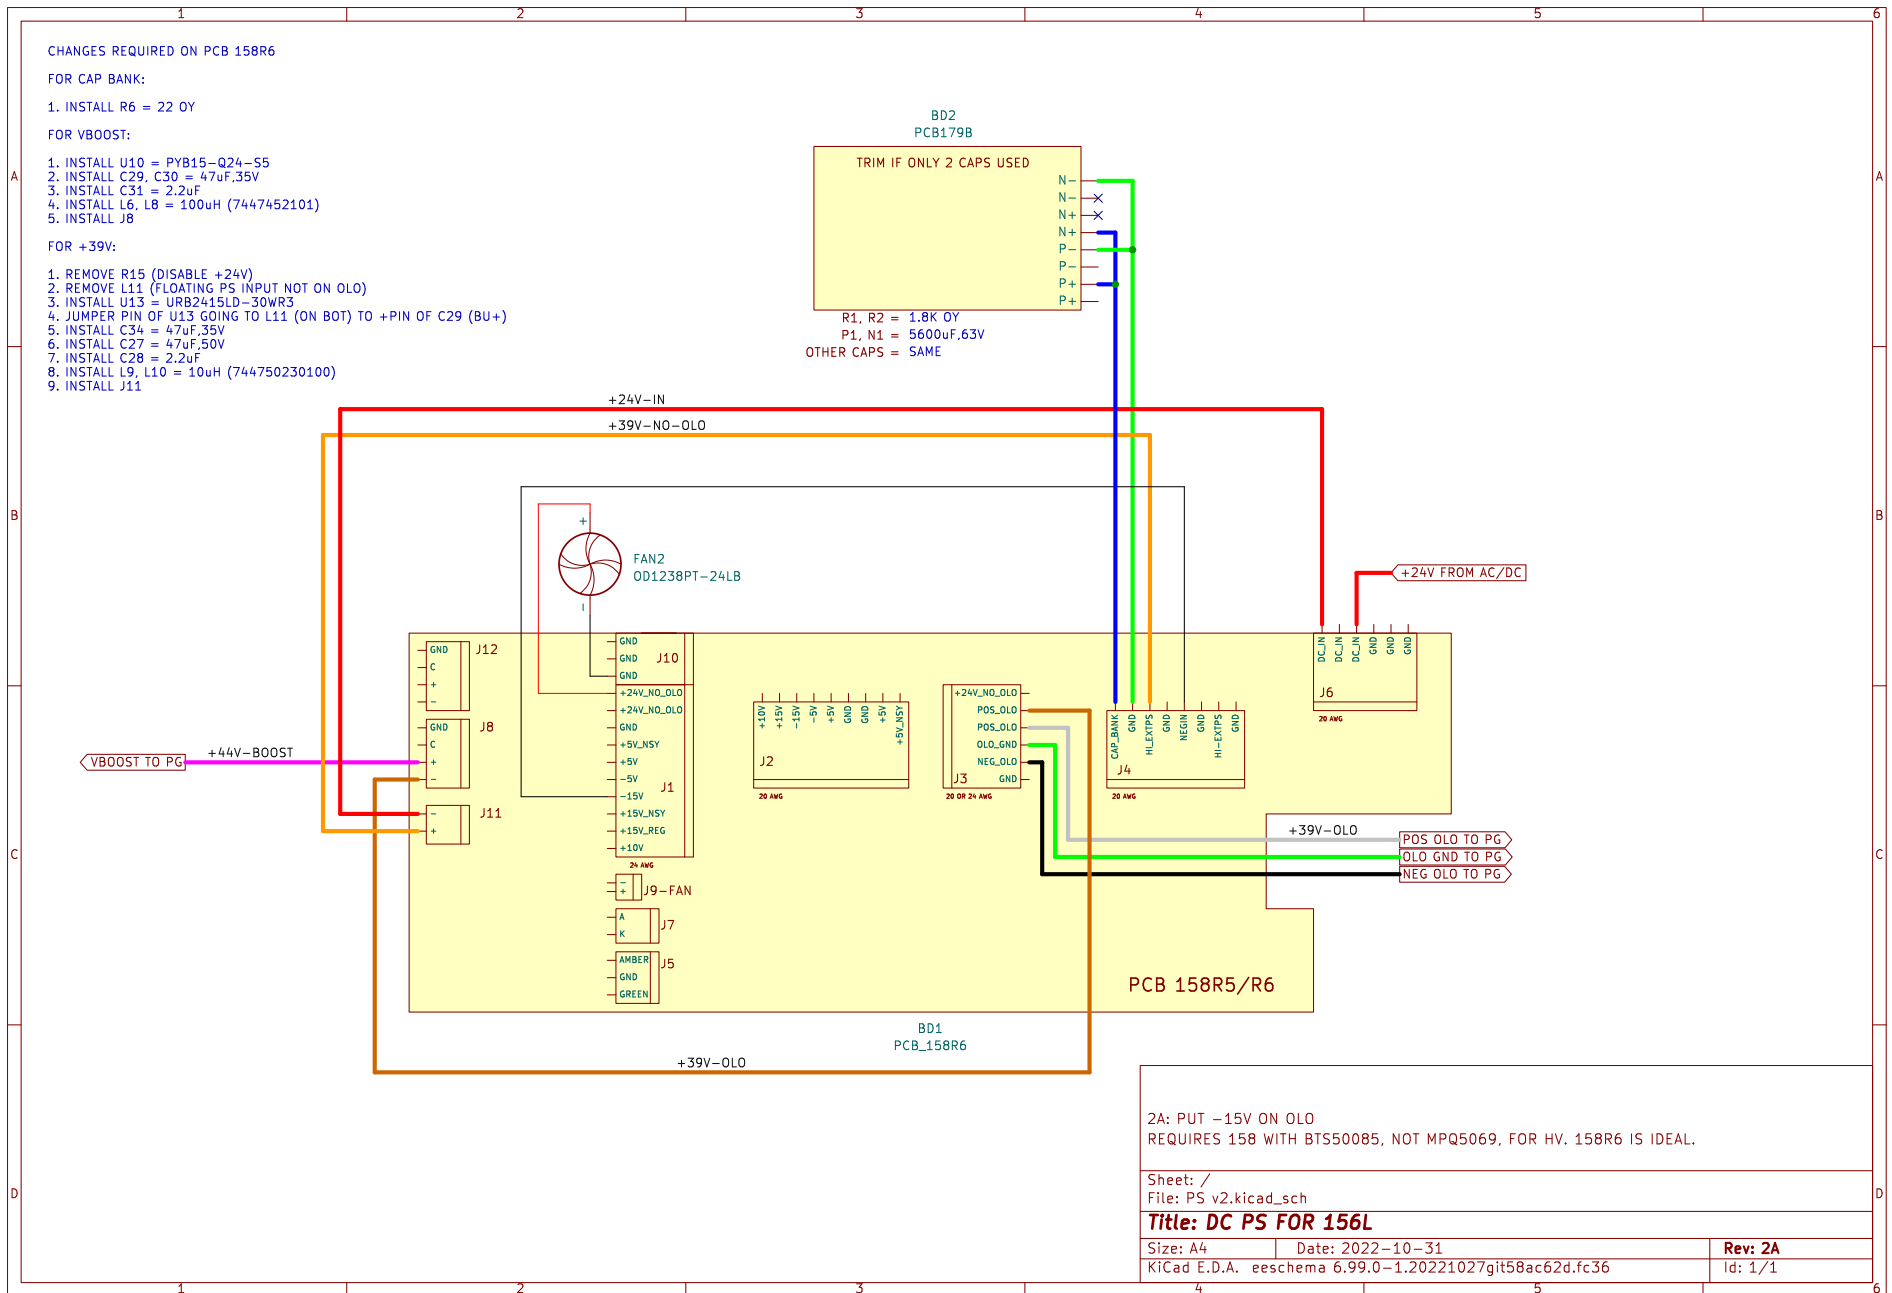 1 2 3 4 5 6
CHANGES REQUIRED ON PCB 158R6
FOR CAP BANK:
1. INSTALL R6 = 22 OY
FOR VBOOST:
1. INSTALL U10 = PYB15-Q24-S5
2. INSTALL C29, C30 = 47uF,35V
3. INSTALL C31 = 2.2uF
4. INSTALL L6, L8 = 100uH (7447452101)
5. INSTALL J8
FOR +39V:
1. REMOVE R15 (DISABLE +24V)
2. REMOVE L11 (FLOATING PS INPUT NOT ON OLO)
3. INSTALL U13 = URB2415LD-30WR3
4. JUMPER PIN OF U13 GOING TO L11 (ON BOT) TO +PIN OF C29 (BU+)
5. INSTALL C34 = 47uF,35V
6. INSTALL C27 = 47uF,50V
7. INSTALL C28 = 2.2uF
8. INSTALL L9, L10 = 10uH (744750230100)
9. INSTALL J11
A
A
BD2
PCB179B
TRIM IF ONLY 2 CAPS USED
N-
N-
N+
N+
P-
P-
P+
P+
R1, R2 = 1.8K OY
P1, N1 = 5600uF,63V
OTHER CAPS = SAME
+24V-IN
+39V-NO-OLO
B
B
+
FAN2
OD1238PT-24LB
-
+24V FROM AC/DC
J12
GND
C
+
-
J8
GND
C
+
-
J11
-
+
VBOOST TO PG
+44V-BOOST
J10
GND
GND
GND
+24V_NO_OLO
+24V_NO_OLO
GND
+5V_NSY
+5V
-5V
-15V
+15V_NSY
+15V_REG
+10V
J1
24 AWG
-
+
J9-FAN
A
K
J7
AMBER
GND
GREEN
J5
+10V
+15V
-15V
-5V
+5V
GND
GND
+5V
+5V_NSY
J2
20 AWG
+24V_NO_OLO
POS_OLO
POS_OLO
OLO_GND
NEG_OLO
GND
J3
20 OR 24 AWG
CAP_BANK
GND
HI_EXTPS
GND
NEGIN
GND
HI-EXTPS
GND
J4
20 AWG
DC_IN
DC_IN
DC_IN
GND
GND
GND
J6
20 AWG
C
C
+39V-OLO
POS OLO TO PG
OLO GND TO PG
NEG OLO TO PG
PCB 158R5/R6
BD1
PCB_158R6
+39V-OLO
D
D
2A: PUT -15V ON OLO
REQUIRES 158 WITH BTS50085, NOT MPQ5069, FOR HV. 158R6 IS IDEAL.
Sheet: /
File: PS v2.kicad_sch
Title: DC PS FOR 156L
Size: A4 Date: 2022-10-31 Rev: 2A
KiCad E.D.A. eeschema 6.99.0-1.20221027git58ac62d.fc36 Id: 1/1
1 2 3 4 5 6